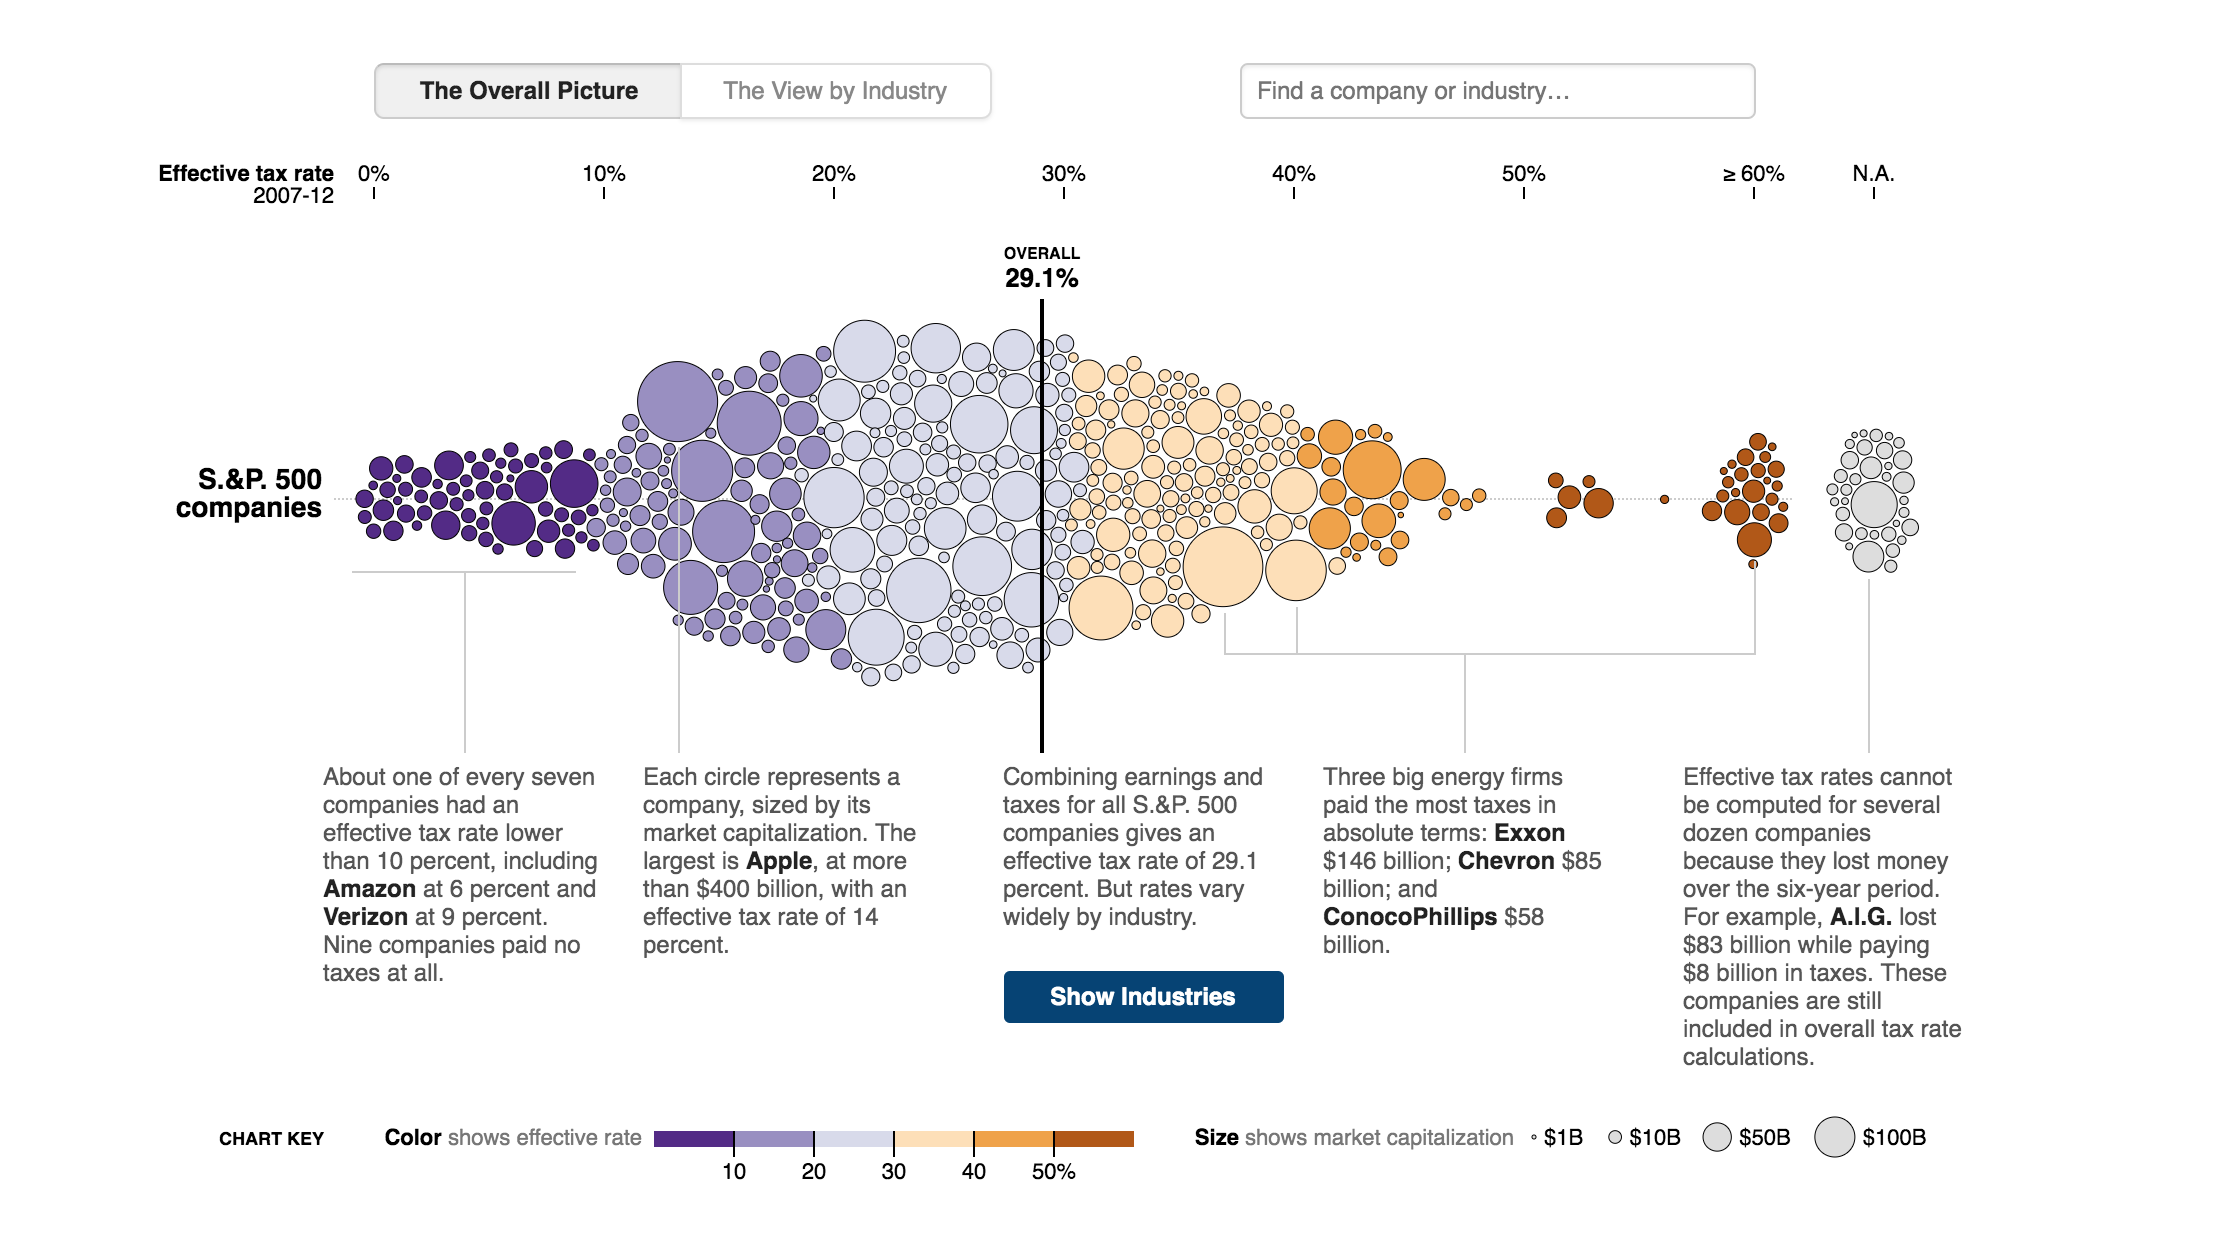 The Overall Picture
The View by Industry
Find a company or industry…
Effective tax rate
2007-12
0%
10%
20%
30%
40%
50%
≥ 60%
N.A.
OVERALL
29.1%
S.&P. 500
companies
About one of every seven
companies had an
effective tax rate lower
than 10 percent, including
Amazon at 6 percent and
Verizon at 9 percent.
Nine companies paid no
taxes at all.
Each circle represents a
company, sized by its
market capitalization. The
largest is Apple, at more
than $400 billion, with an
effective tax rate of 14
percent.
Combining earnings and
taxes for all S.&P. 500
companies gives an
effective tax rate of 29.1
percent. But rates vary
widely by industry.
Show Industries
Three big energy firms
paid the most taxes in
absolute terms: Exxon
$146 billion; Chevron $85
billion; and
ConocoPhillips $58
billion.
Effective tax rates cannot
be computed for several
dozen companies
because they lost money
over the six-year period.
For example, A.I.G. lost
$83 billion while paying
$8 billion in taxes. These
companies are still
included in overall tax rate
calculations.
CHART KEY
Color shows effective rate
10
20
30
40
50%
Size shows market capitalization
$1B
$10B
$50B
$100B